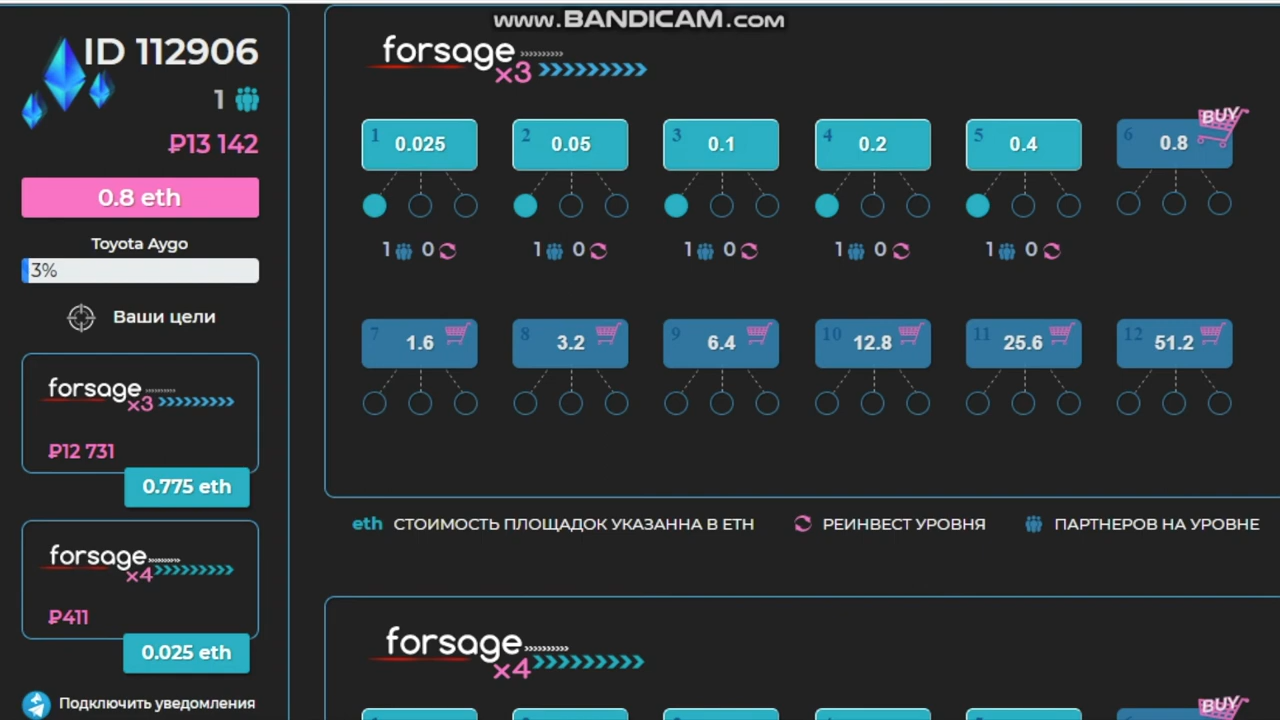 www.BANDICAM.com
ID 112906
1
₽13 142
0.8 eth
Toyota Aygo
3%
Ваши цели
forsage
x3
₽12 731
0.775 eth
forsage
x4
₽411
0.025 eth
Подключить уведомления
forsage
x3
1 0.025
2 0.05
3 0.1
4 0.2
5 0.4
6 0.8 BUY
1 0
1 0
1 0
1 0
1 0
7 1.6
8 3.2
9 6.4
10 12.8
11 25.6
12 51.2
eth СТОИМОСТЬ ПЛОЩАДОК УКАЗАННА В ETH
РЕИНВЕСТ УРОВНЯ
ПАРТНЕРОВ НА УРОВНЕ
forsage
x4
BUY